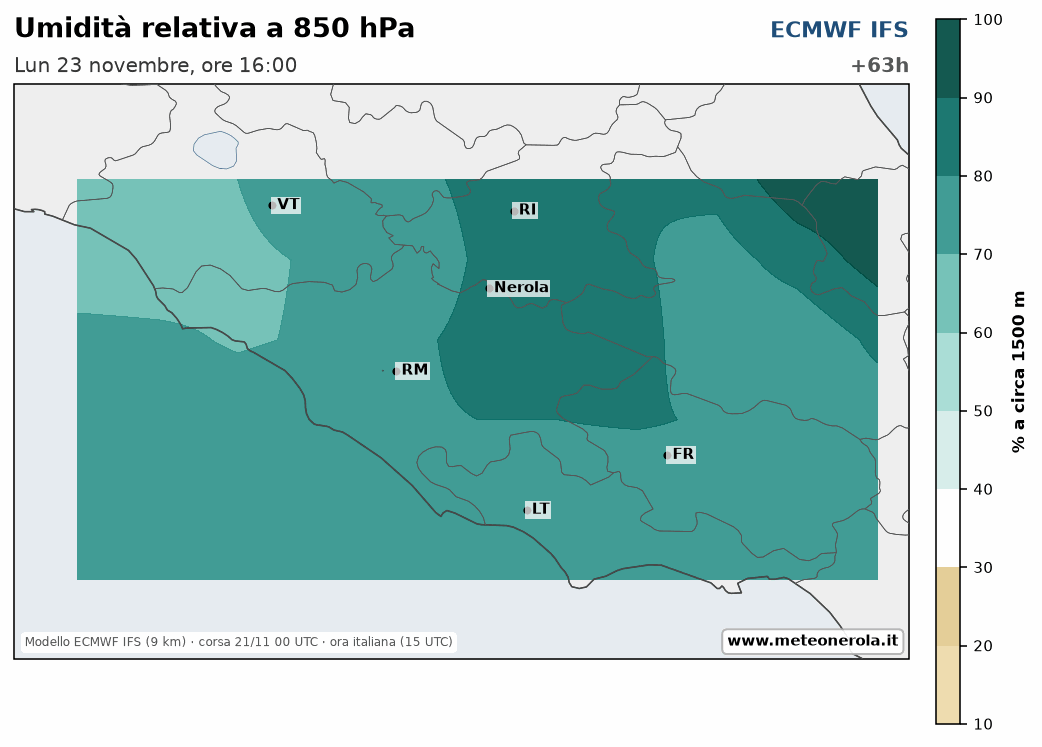 Umidità relativa a 850 hPa
ECMWF IFS
Lun 23 novembre, ore 16:00
+63h
VT
RI
Nerola
RM
FR
LT
Modello ECMWF IFS (9 km) · corsa 21/11 00 UTC · ora italiana (15 UTC)
www.meteonerola.it
100
90
80
70
60
50
40
30
20
10
% a circa 1500 m